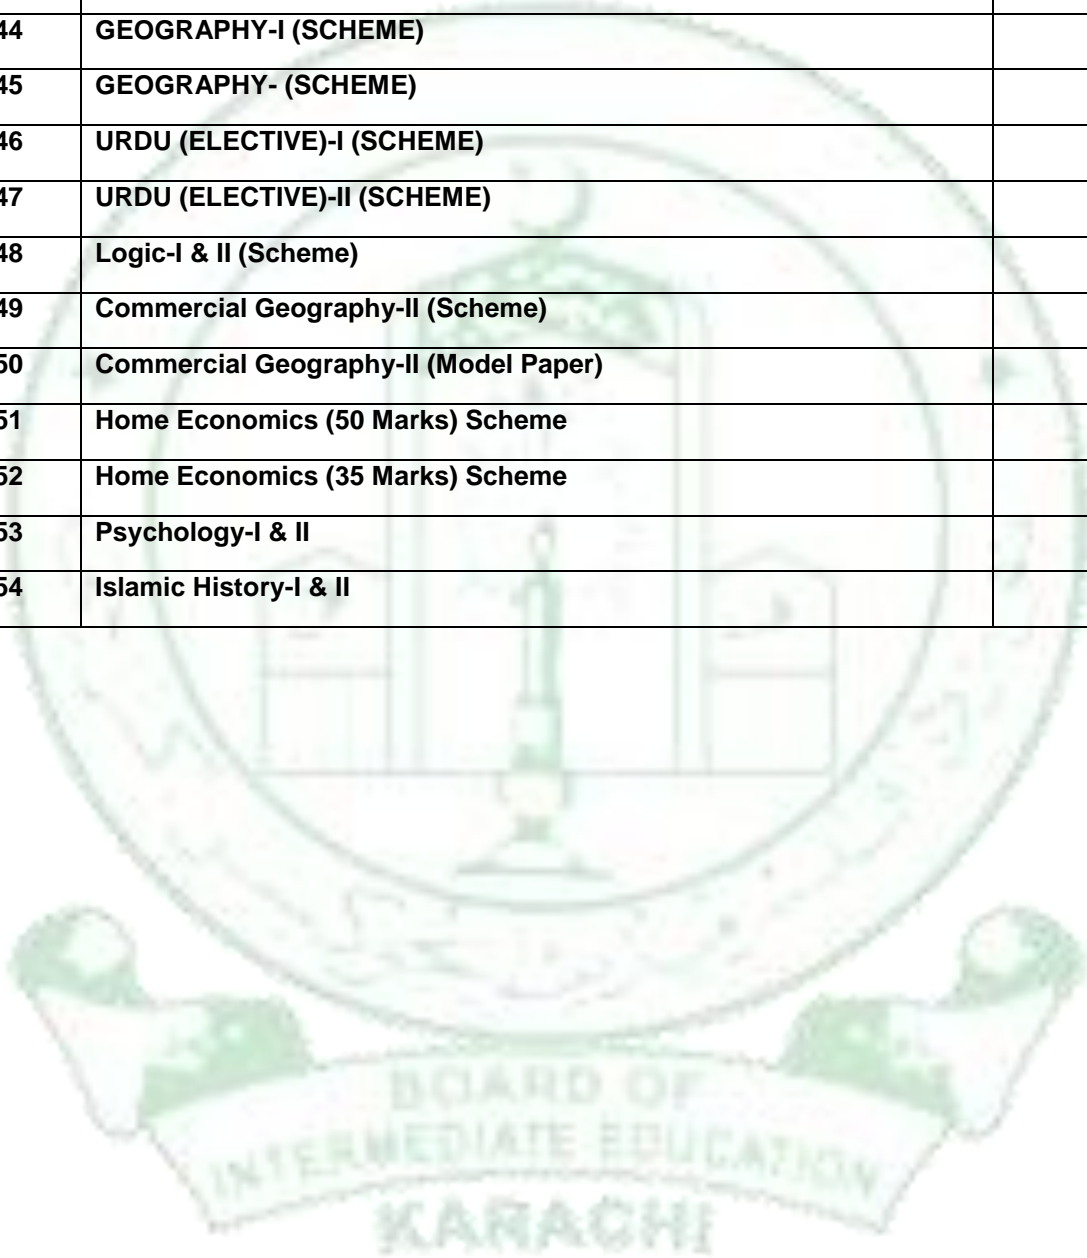 44 GEOGRAPHY-I (SCHEME)
45 GEOGRAPHY- (SCHEME)
46 URDU (ELECTIVE)-I (SCHEME)
47 URDU (ELECTIVE)-II (SCHEME)
48 Logic-I & II (Scheme)
49 Commercial Geography-II (Scheme)
50 Commercial Geography-II (Model Paper)
51 Home Economics (50 Marks) Scheme
52 Home Economics (35 Marks) Scheme
53 Psychology-I & II
54 Islamic History-I & II
BOARD OF
INTERMEDIATE EDUCATION
KARACHI